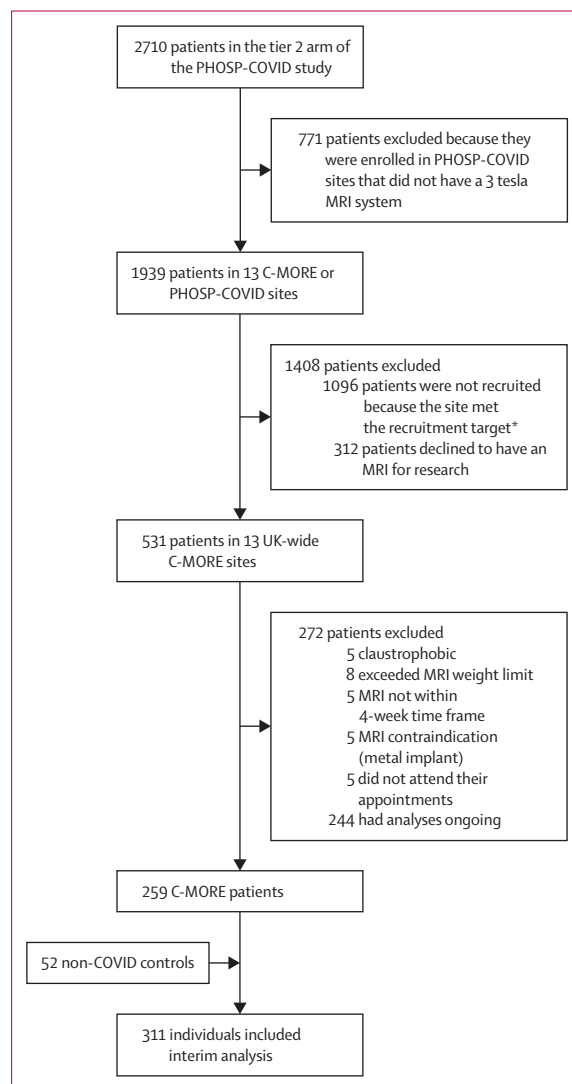 2710 patients in the tier 2 arm of
the PHOSP-COVID study
771 patients excluded because they
were enrolled in PHOSP-COVID
sites that did not have a 3 tesla
MRI system
1939 patients in 13 C-MORE or
PHOSP-COVID sites
1408 patients excluded
1096 patients were not recruited
because the site met
the recruitment target*
312 patients declined to have an
MRI for research
531 patients in 13 UK-wide
C-MORE sites
272 patients excluded
5 claustrophobic
8 exceeded MRI weight limit
5 MRI not within
4-week time frame
5 MRI contraindication
(metal implant)
5 did not attend their
appointments
244 had analyses ongoing
259 C-MORE patients
52 non-COVID controls
311 individuals included
interim analysis